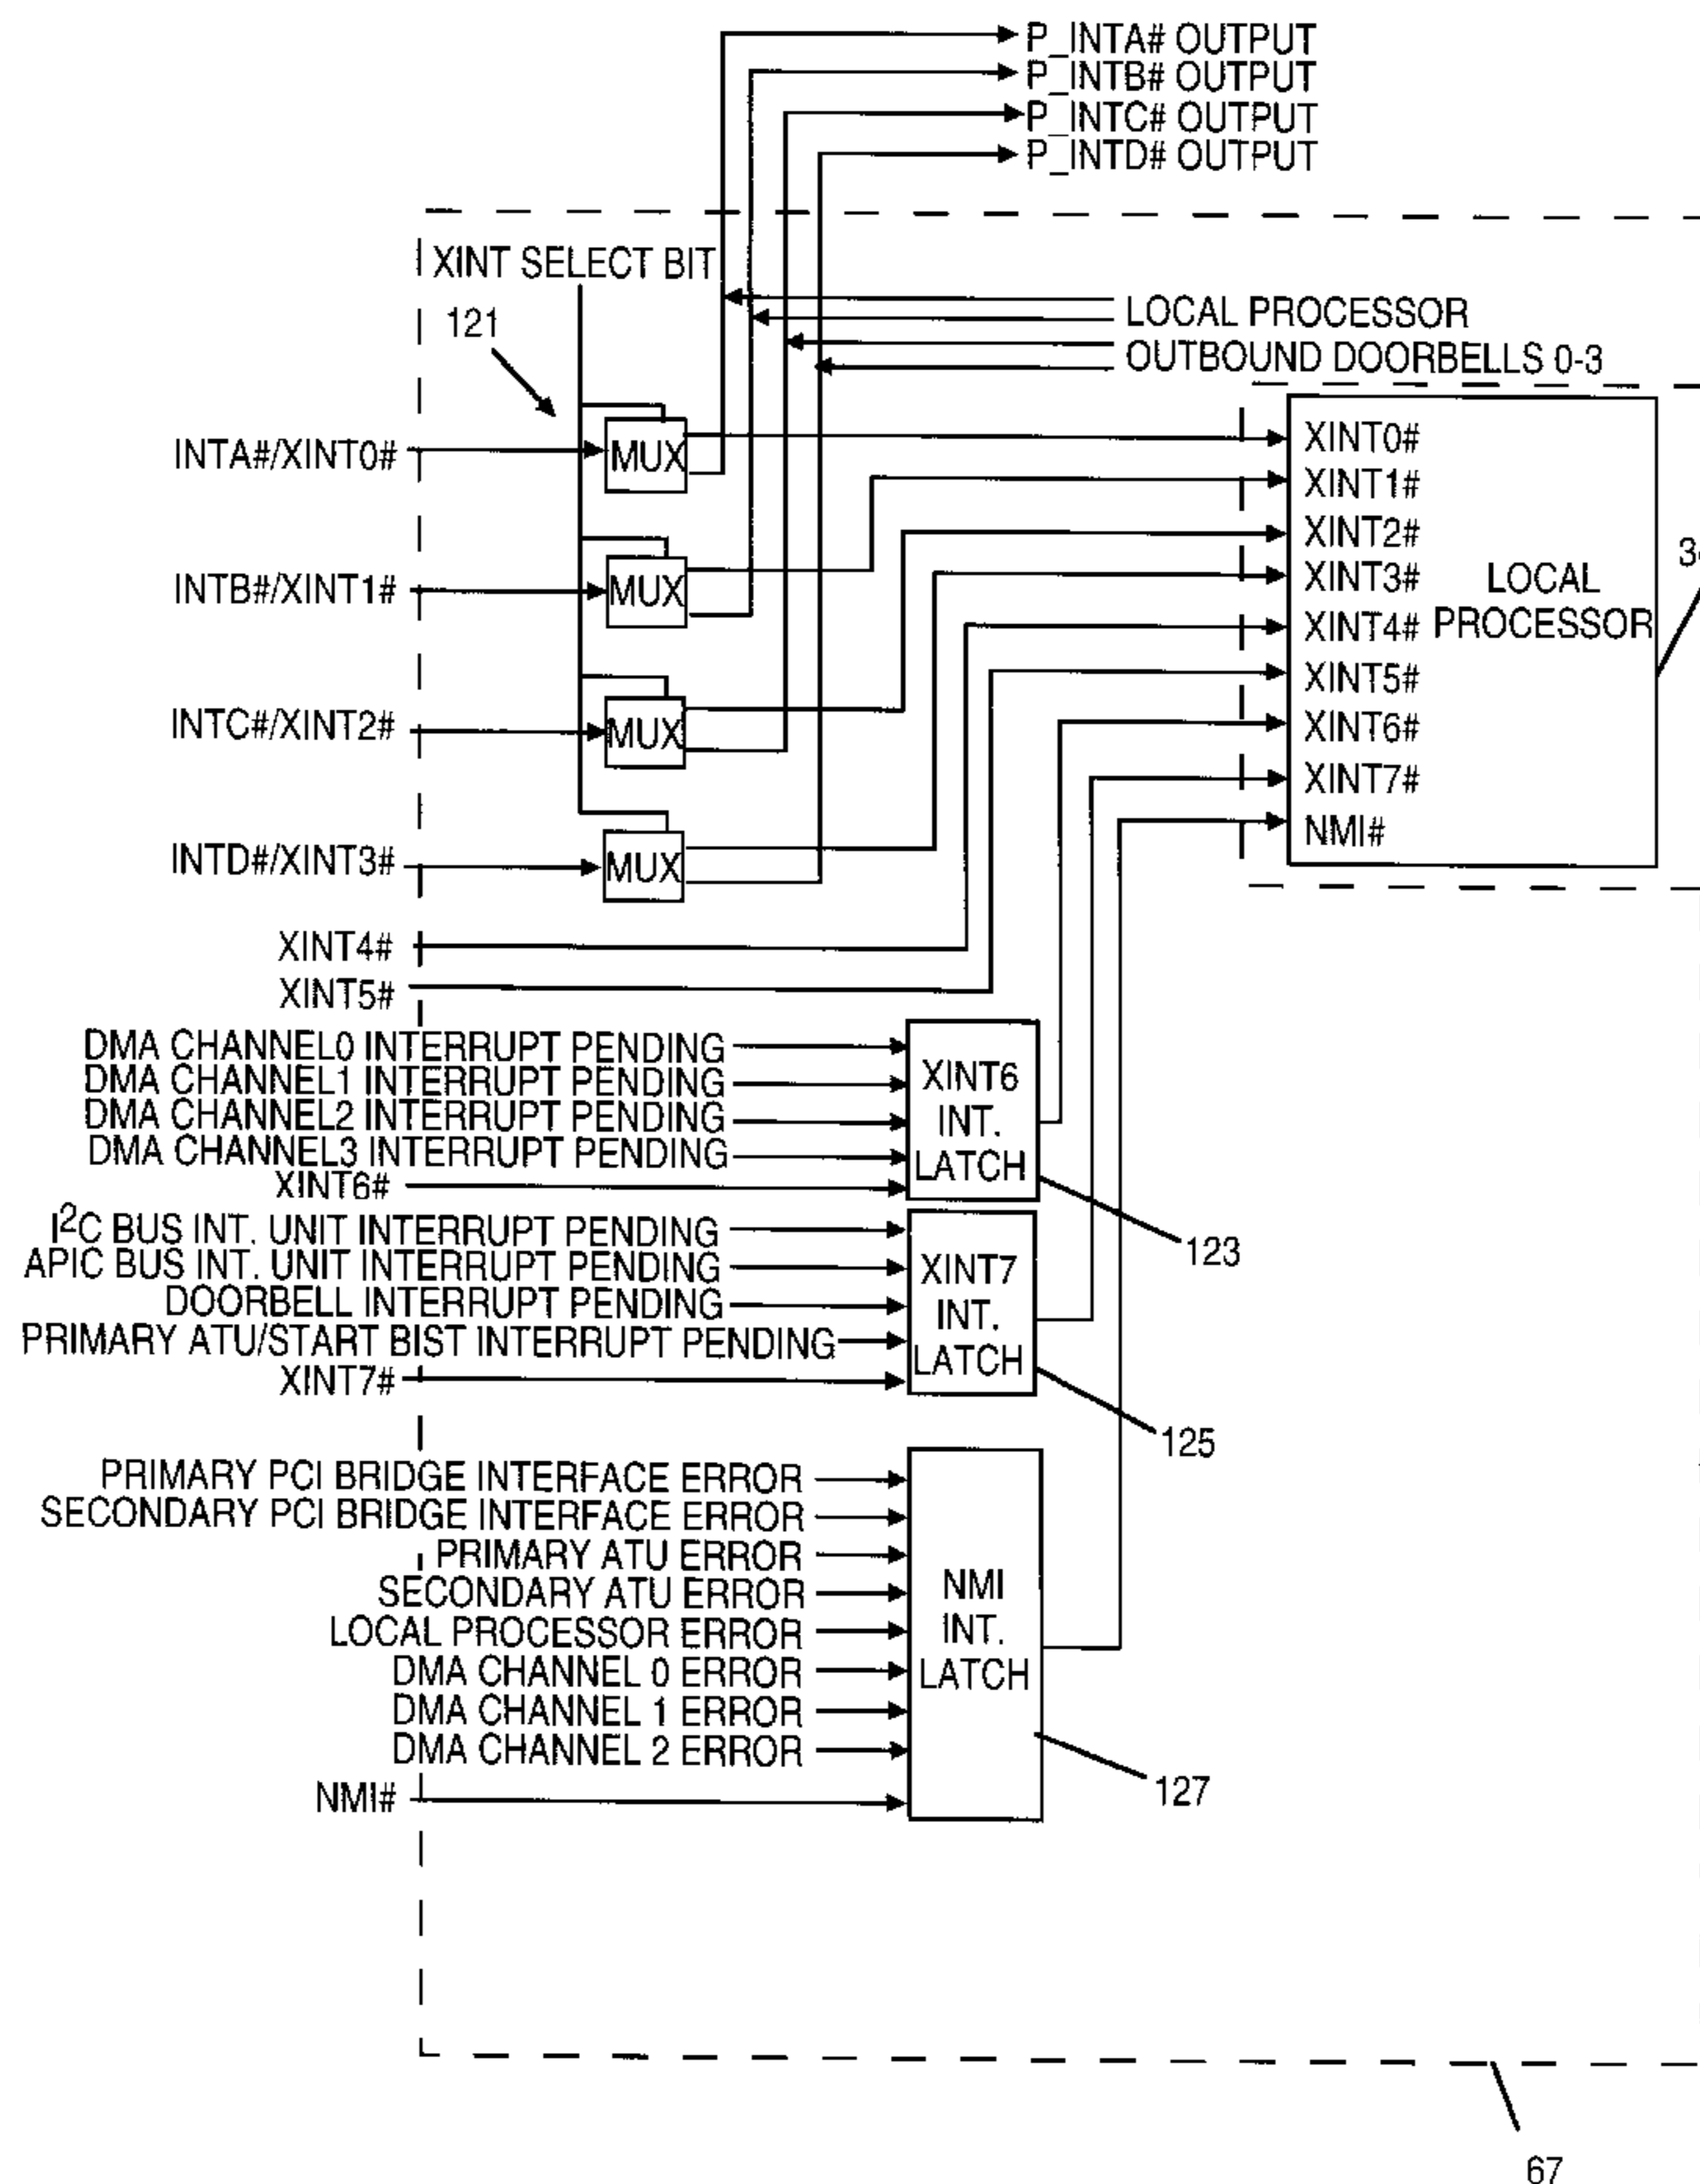 P_INTA# OUTPUT
P_INTB# OUTPUT
P_INTC# OUTPUT
P_INTD# OUTPUT
XINT SELECT BIT
121
LOCAL PROCESSOR
OUTBOUND DOORBELLS 0-3
INTA#/XINT0#
MUX
INTB#/XINT1#
MUX
INTC#/XINT2#
MUX
INTD#/XINT3#
MUX
XINT0#
XINT1#
XINT2#
XINT3#
XINT4#
XINT5#
XINT6#
XINT7#
NMI#
LOCAL
PROCESSOR
XINT4#
XINT5#
DMA CHANNEL0 INTERRUPT PENDING
DMA CHANNEL1 INTERRUPT PENDING
DMA CHANNEL2 INTERRUPT PENDING
DMA CHANNEL3 INTERRUPT PENDING
XINT6#
XINT6
INT.
LATCH
123
I²C BUS INT. UNIT INTERRUPT PENDING
APIC BUS INT. UNIT INTERRUPT PENDING
DOORBELL INTERRUPT PENDING
PRIMARY ATU/START BIST INTERRUPT PENDING
XINT7#
XINT7
INT.
LATCH
125
PRIMARY PCI BRIDGE INTERFACE ERROR
SECONDARY PCI BRIDGE INTERFACE ERROR
PRIMARY ATU ERROR
SECONDARY ATU ERROR
LOCAL PROCESSOR ERROR
DMA CHANNEL 0 ERROR
DMA CHANNEL 1 ERROR
DMA CHANNEL 2 ERROR
NMI#
NMI
INT.
LATCH
127
67